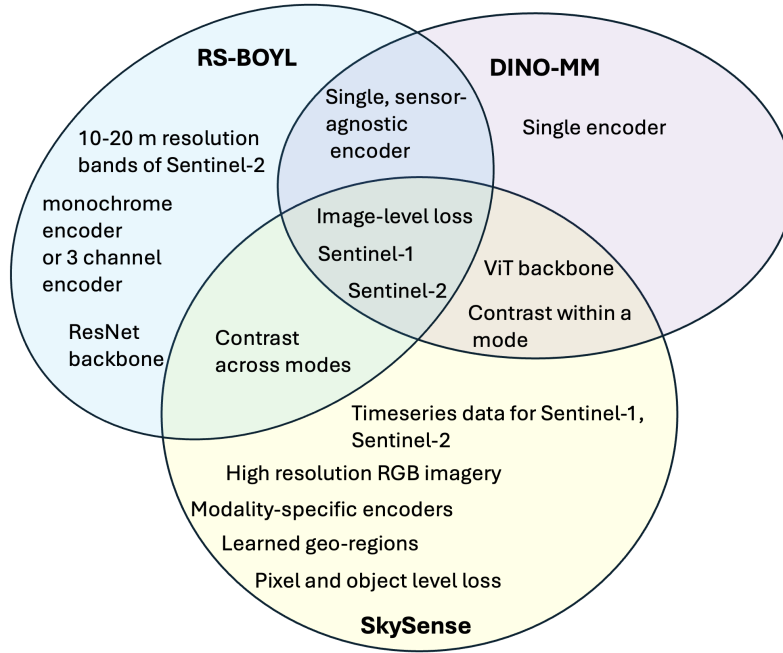 RS-BOYL
10-20 m resolution
bands of Sentinel-2
monochrome
encoder
or 3 channel
encoder
ResNet
backbone
Single, sensor-
agnostic
encoder
DINO-MM
Single encoder
Image-level loss
Sentinel-1
Sentinel-2
ViT backbone
Contrast within a
mode
Contrast
across modes
Timeseries data for Sentinel-1,
Sentinel-2
High resolution RGB imagery
Modality-specific encoders
Learned geo-regions
Pixel and object level loss
SkySense